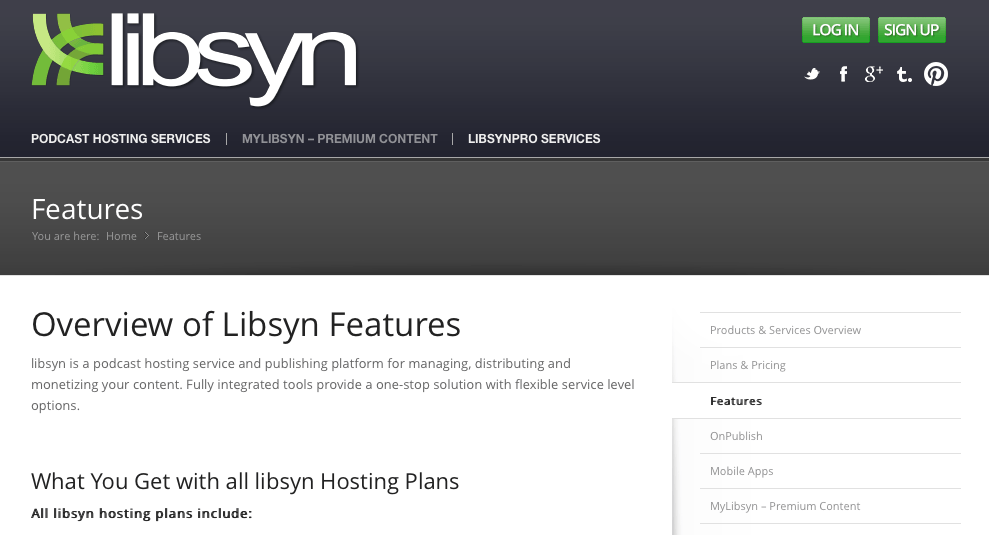 libsyn
LOG IN
SIGN UP
PODCAST HOSTING SERVICES | MYLIBSYN – PREMIUM CONTENT | LIBSYNPRO SERVICES
Features
You are here: Home > Features
Overview of Libsyn Features
libsyn is a podcast hosting service and publishing platform for managing, distributing and
monetizing your content. Fully integrated tools provide a one-stop solution with flexible service level
options.
What You Get with all libsyn Hosting Plans
All libsyn hosting plans include:
Products & Services Overview
Plans & Pricing
Features
OnPublish
Mobile Apps
MyLibsyn – Premium Content